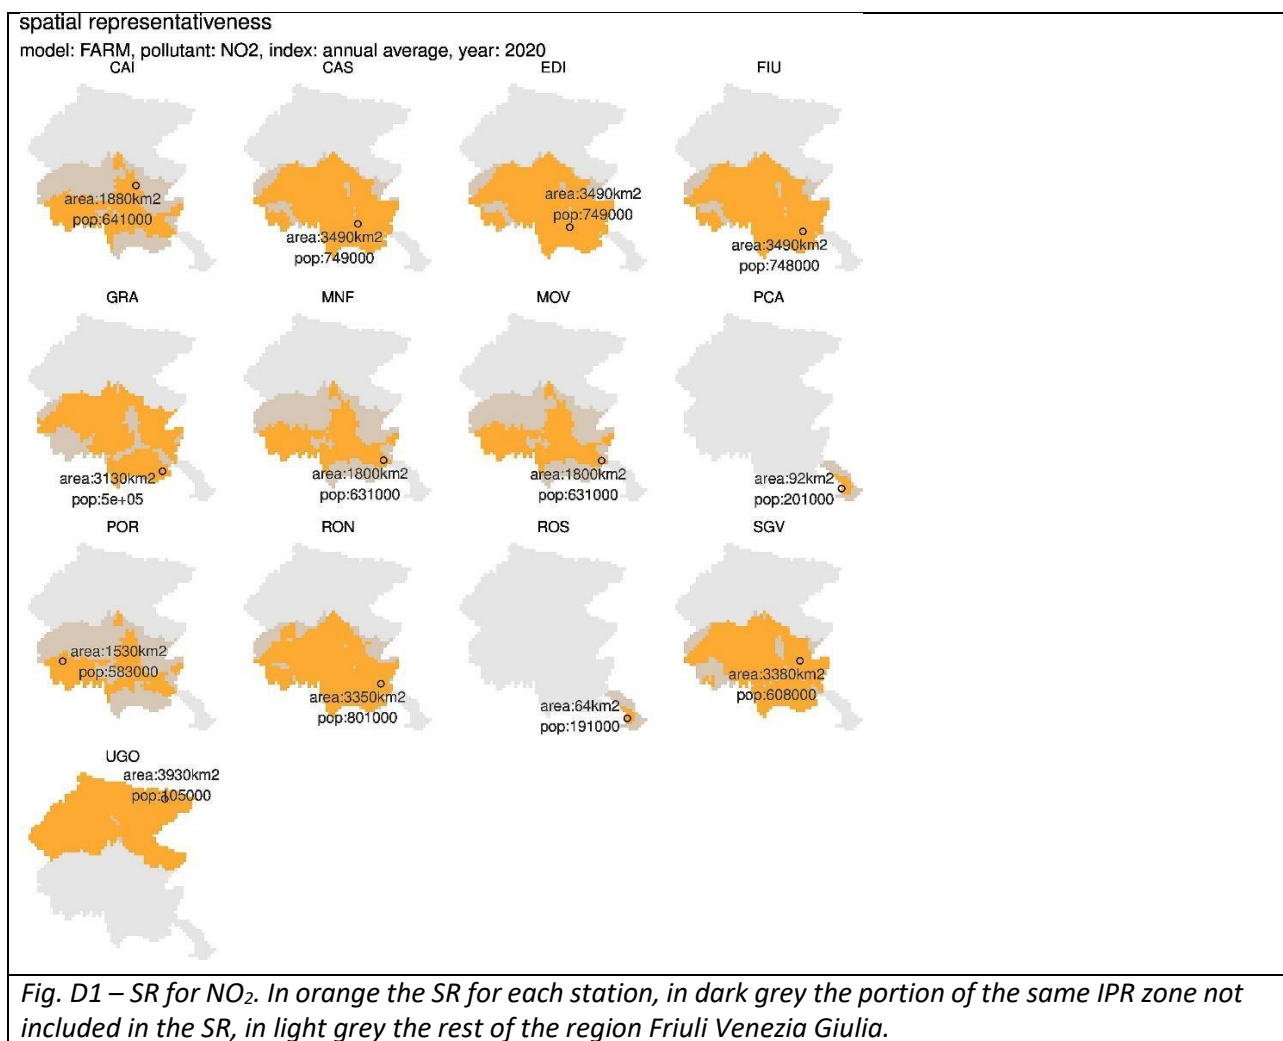 spatial representativeness
model: FARM, pollutant: NO2, index: annual average, year: 2020
CAI
CAS
EDI
FIU
area:1880km2
pop:641000
area:3490km2
pop:749000
area:3490km2
pop:749000
area:3490km2
pop:748000
GRA
MNF
MOV
PCA
area:3130km2
pop:5e+05
area:1800km2
pop:631000
area:1800km2
pop:631000
area:92km2
pop:201000
POR
RON
ROS
SGV
area:1530km2
pop:583000
area:3350km2
pop:801000
area:64km2
pop:191000
area:3380km2
pop:608000
UGO
area:3930km2
pop:105000
Fig. D1 – SR for NO₂. In orange the SR for each station, in dark grey the portion of the same IPR zone not
included in the SR, in light grey the rest of the region Friuli Venezia Giulia.